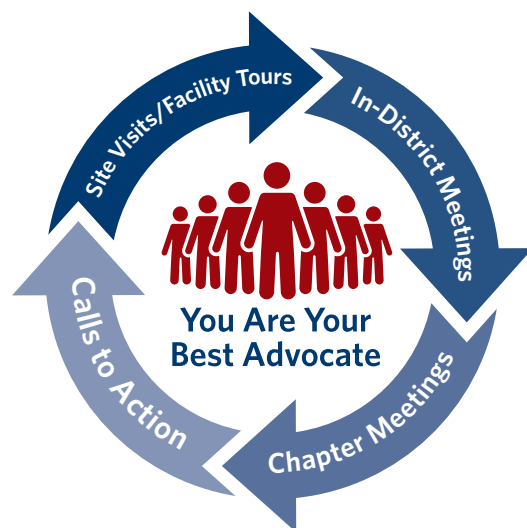 Site Visits/Facility Tours
In-District Meetings
Chapter Meetings
Calls to Action
You Are Your
Best Advocate